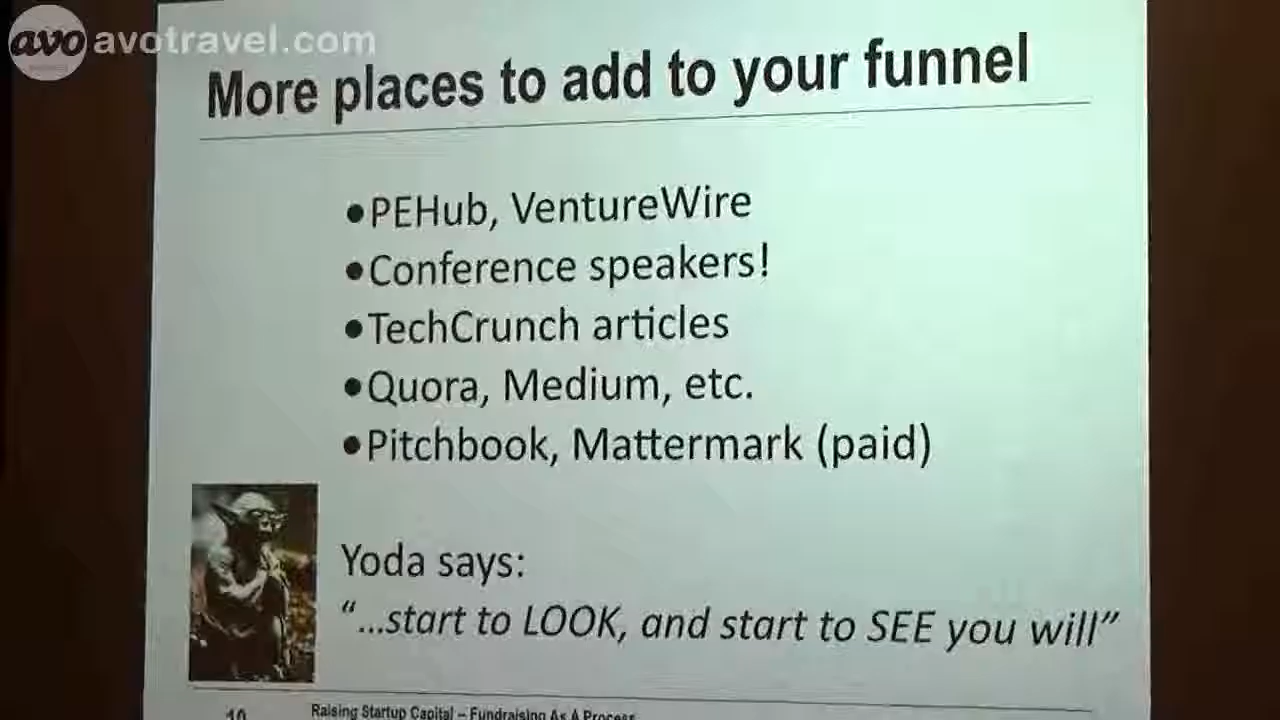 avo avotravel.com
More places to add to your funnel
•PEHub, VentureWire
•Conference speakers!
•TechCrunch articles
•Quora, Medium, etc.
•Pitchbook, Mattermark (paid)
Yoda says:
“...start to LOOK, and start to SEE you will”
10 Raising Startup Capital – Fundraising As A Process